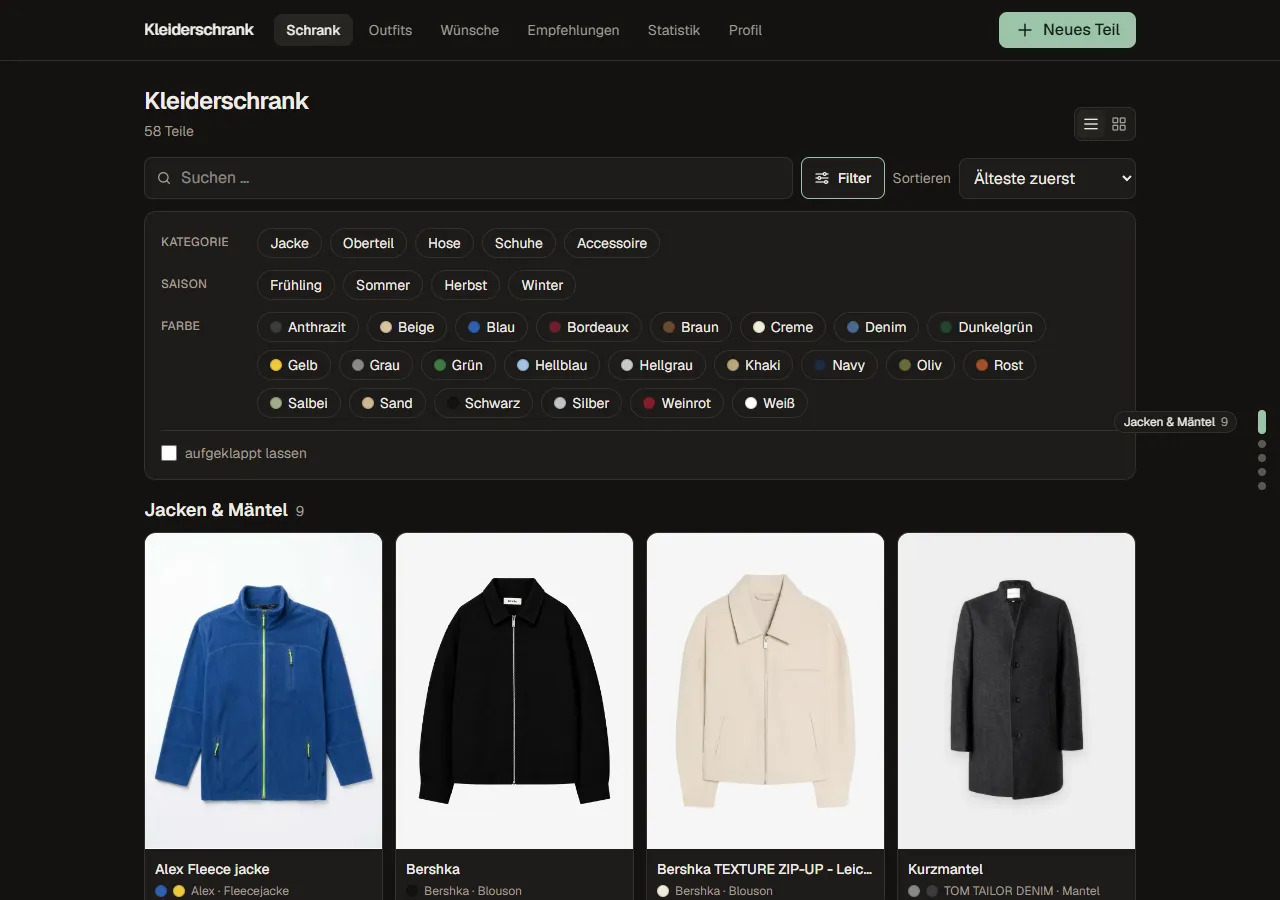 Kleiderschrank Schrank Outfits Wünsche Empfehlungen Statistik Profil + Neues Teil
Kleiderschrank
58 Teile
Suchen ... Filter Sortieren Älteste zuerst
KATEGORIE Jacke Oberteil Hose Schuhe Accessoire
SAISON Frühling Sommer Herbst Winter
FARBE Anthrazit Beige Blau Bordeaux Braun Creme Denim Dunkelgrün
Gelb Grau Grün Hellblau Hellgrau Khaki Navy Oliv Rost
Salbei Sand Schwarz Silber Weinrot Weiß
Jacken & Mäntel 9
aufgeklappt lassen
Jacken & Mäntel 9
Alex Fleece jacke Bershka Bershka TEXTURE ZIP-UP - Leic... Kurzmantel
Alex · Fleecejacke Bershka · Blouson Bershka · Blouson TOM TAILOR DENIM · Mantel